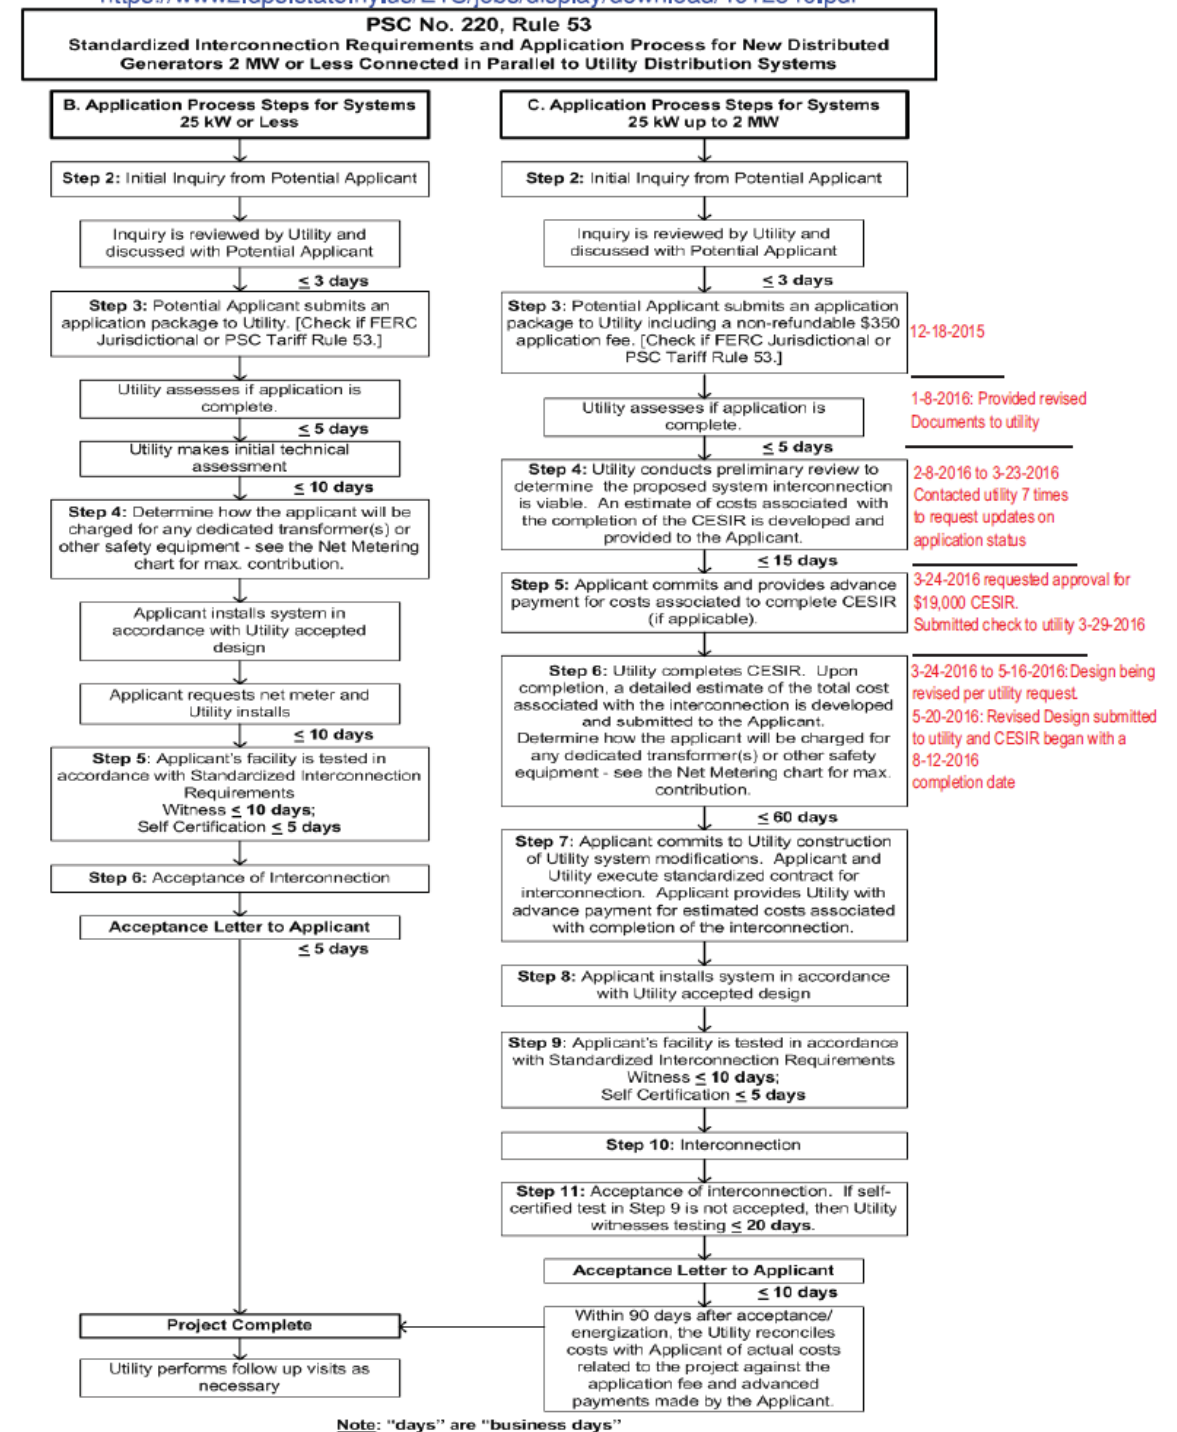 PSC No. 220, Rule 53
Standardized Interconnection Requirements and Application Process for New Distributed
Generators 2 MW or Less Connected in Parallel to Utility Distribution Systems
B. Application Process Steps for Systems
25 kW or Less
Step 2: Initial Inquiry from Potential Applicant
Inquiry is reviewed by Utility and
discussed with Potential Applicant
≤ 3 days
Step 3: Potential Applicant submits an
application package to Utility. [Check if FERC
Jurisdictional or PSC Tariff Rule 53.]
Utility assesses if application is
complete.
≤ 5 days
Utility makes initial technical
assessment
≤ 10 days
Step 4: Determine how the applicant will be
charged for any dedicated transformer(s) or
other safety equipment - see the Net Metering
chart for max. contribution.
Applicant installs system in
accordance with Utility accepted
design
Applicant requests net meter and
Utility installs
≤ 10 days
Step 5: Applicant's facility is tested in
accordance with Standardized Interconnection
Requirements
Witness ≤ 10 days;
Self Certification ≤ 5 days
Step 6: Acceptance of Interconnection
Acceptance Letter to Applicant
≤ 5 days
Project Complete
Utility performs follow up visits as
necessary
C. Application Process Steps for Systems
25 kW up to 2 MW
Step 2: Initial Inquiry from Potential Applicant
Inquiry is reviewed by Utility and
discussed with Potential Applicant
≤ 3 days
Step 3: Potential Applicant submits an application
package to Utility including a non-refundable $350
application fee. [Check if FERC Jurisdictional or
PSC Tariff Rule 53.]
12-18-2015
Utility assesses if application is
complete.
1-8-2016: Provided revised
Documents to utility
≤ 5 days
Step 4: Utility conducts preliminary review to
determine the proposed system interconnection
is viable. An estimate of costs associated with
the completion of the CESIR is developed and
provided to the Applicant.
2-8-2016 to 3-23-2016
Contacted utility 7 times
to request updates on
application status
≤ 15 days
Step 5: Applicant commits and provides advance
payment for costs associated to complete CESIR
(if applicable).
3-24-2016 requested approval for
$19,000 CESIR.
Submitted check to utility 3-29-2016
Step 6: Utility completes CESIR. Upon
completion, a detailed estimate of the total cost
associated with the interconnection is developed
and submitted to the Applicant.
Determine how the applicant will be charged for
any dedicated transformer(s) or other safety
equipment - see the Net Metering chart for max.
contribution.
3-24-2016 to 5-16-2016: Design being
revised per utility request.
5-20-2016: Revised Design submitted
to utility and CESIR began with a
8-12-2016
completion date
≤ 60 days
Step 7: Applicant commits to Utility construction
of Utility system modifications. Applicant and
Utility execute standardized contract for
interconnection. Applicant provides Utility with
advance payment for estimated costs associated
with completion of the interconnection.
Step 8: Applicant installs system in accordance
with Utility accepted design
Step 9: Applicant's facility is tested in accordance
with Standardized Interconnection Requirements
Witness ≤ 10 days;
Self Certification ≤ 5 days
Step 10: Interconnection
Step 11: Acceptance of interconnection. If self-
certified test in Step 9 is not accepted, then Utility
witnesses testing ≤ 20 days.
Acceptance Letter to Applicant
≤ 10 days
Within 90 days after acceptance/
energization, the Utility reconciles
costs with Applicant of actual costs
related to the project against the
application fee and advanced
payments made by the Applicant.
Note: "days" are "business days"